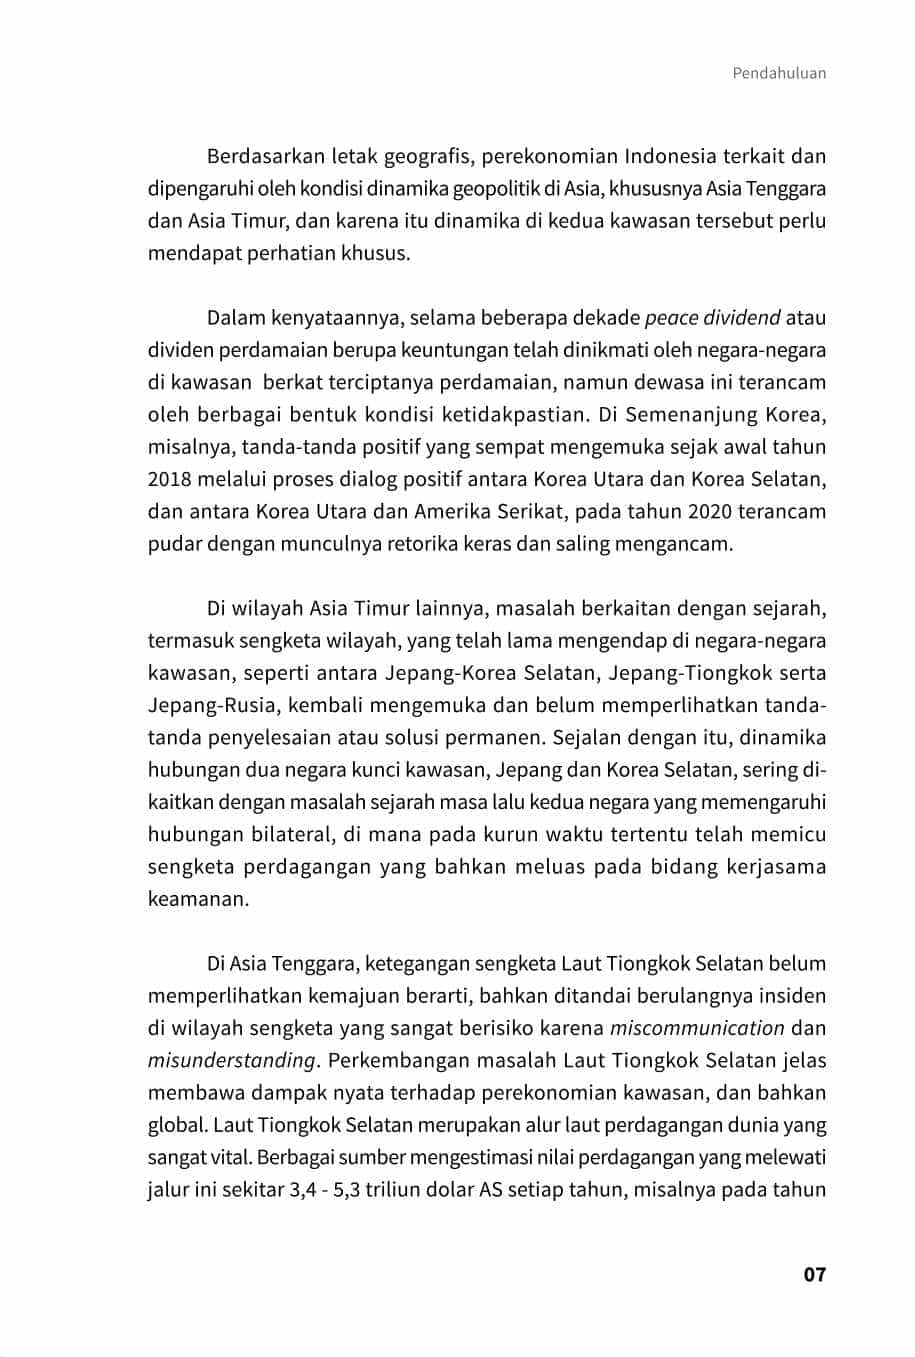 Pendahuluan
Berdasarkan letak geografis, perekonomian Indonesia terkait dan
dipengaruhi oleh kondisi dinamika geopolitik di Asia, khususnya Asia Tenggara
dan Asia Timur, dan karena itu dinamika di kedua kawasan tersebut perlu
mendapat perhatian khusus.
Dalam kenyataannya, selama beberapa dekade peace dividend atau
dividen perdamaian berupa keuntungan telah dinikmati oleh negara-negara
di kawasan  berkat terciptanya perdamaian, namun dewasa ini terancam
oleh berbagai bentuk kondisi ketidakpastian. Di Semenanjung Korea,
misalnya, tanda-tanda positif yang sempat mengemuka sejak awal tahun
2018 melalui proses dialog positif antara Korea Utara dan Korea Selatan,
dan antara Korea Utara dan Amerika Serikat, pada tahun 2020 terancam
pudar dengan munculnya retorika keras dan saling mengancam.
Di wilayah Asia Timur lainnya, masalah berkaitan dengan sejarah,
termasuk sengketa wilayah, yang telah lama mengendap di negara-negara
kawasan, seperti antara Jepang-Korea Selatan, Jepang-Tiongkok serta
Jepang-Rusia, kembali mengemuka dan belum memperlihatkan tanda-
tanda penyelesaian atau solusi permanen. Sejalan dengan itu, dinamika
hubungan dua negara kunci kawasan, Jepang dan Korea Selatan, sering di-
kaitkan dengan masalah sejarah masa lalu kedua negara yang memengaruhi
hubungan bilateral, di mana pada kurun waktu tertentu telah memicu
sengketa perdagangan yang bahkan meluas pada bidang kerjasama
keamanan.
Di Asia Tenggara, ketegangan sengketa Laut Tiongkok Selatan belum
memperlihatkan kemajuan berarti, bahkan ditandai berulangnya insiden
di wilayah sengketa yang sangat berisiko karena miscommunication dan
misunderstanding. Perkembangan masalah Laut Tiongkok Selatan jelas
membawa dampak nyata terhadap perekonomian kawasan, dan bahkan
global. Laut Tiongkok Selatan merupakan alur laut perdagangan dunia yang
sangat vital. Berbagai sumber mengestimasi nilai perdagangan yang melewati
jalur ini sekitar 3,4 - 5,3 triliun dolar AS setiap tahun, misalnya pada tahun
07